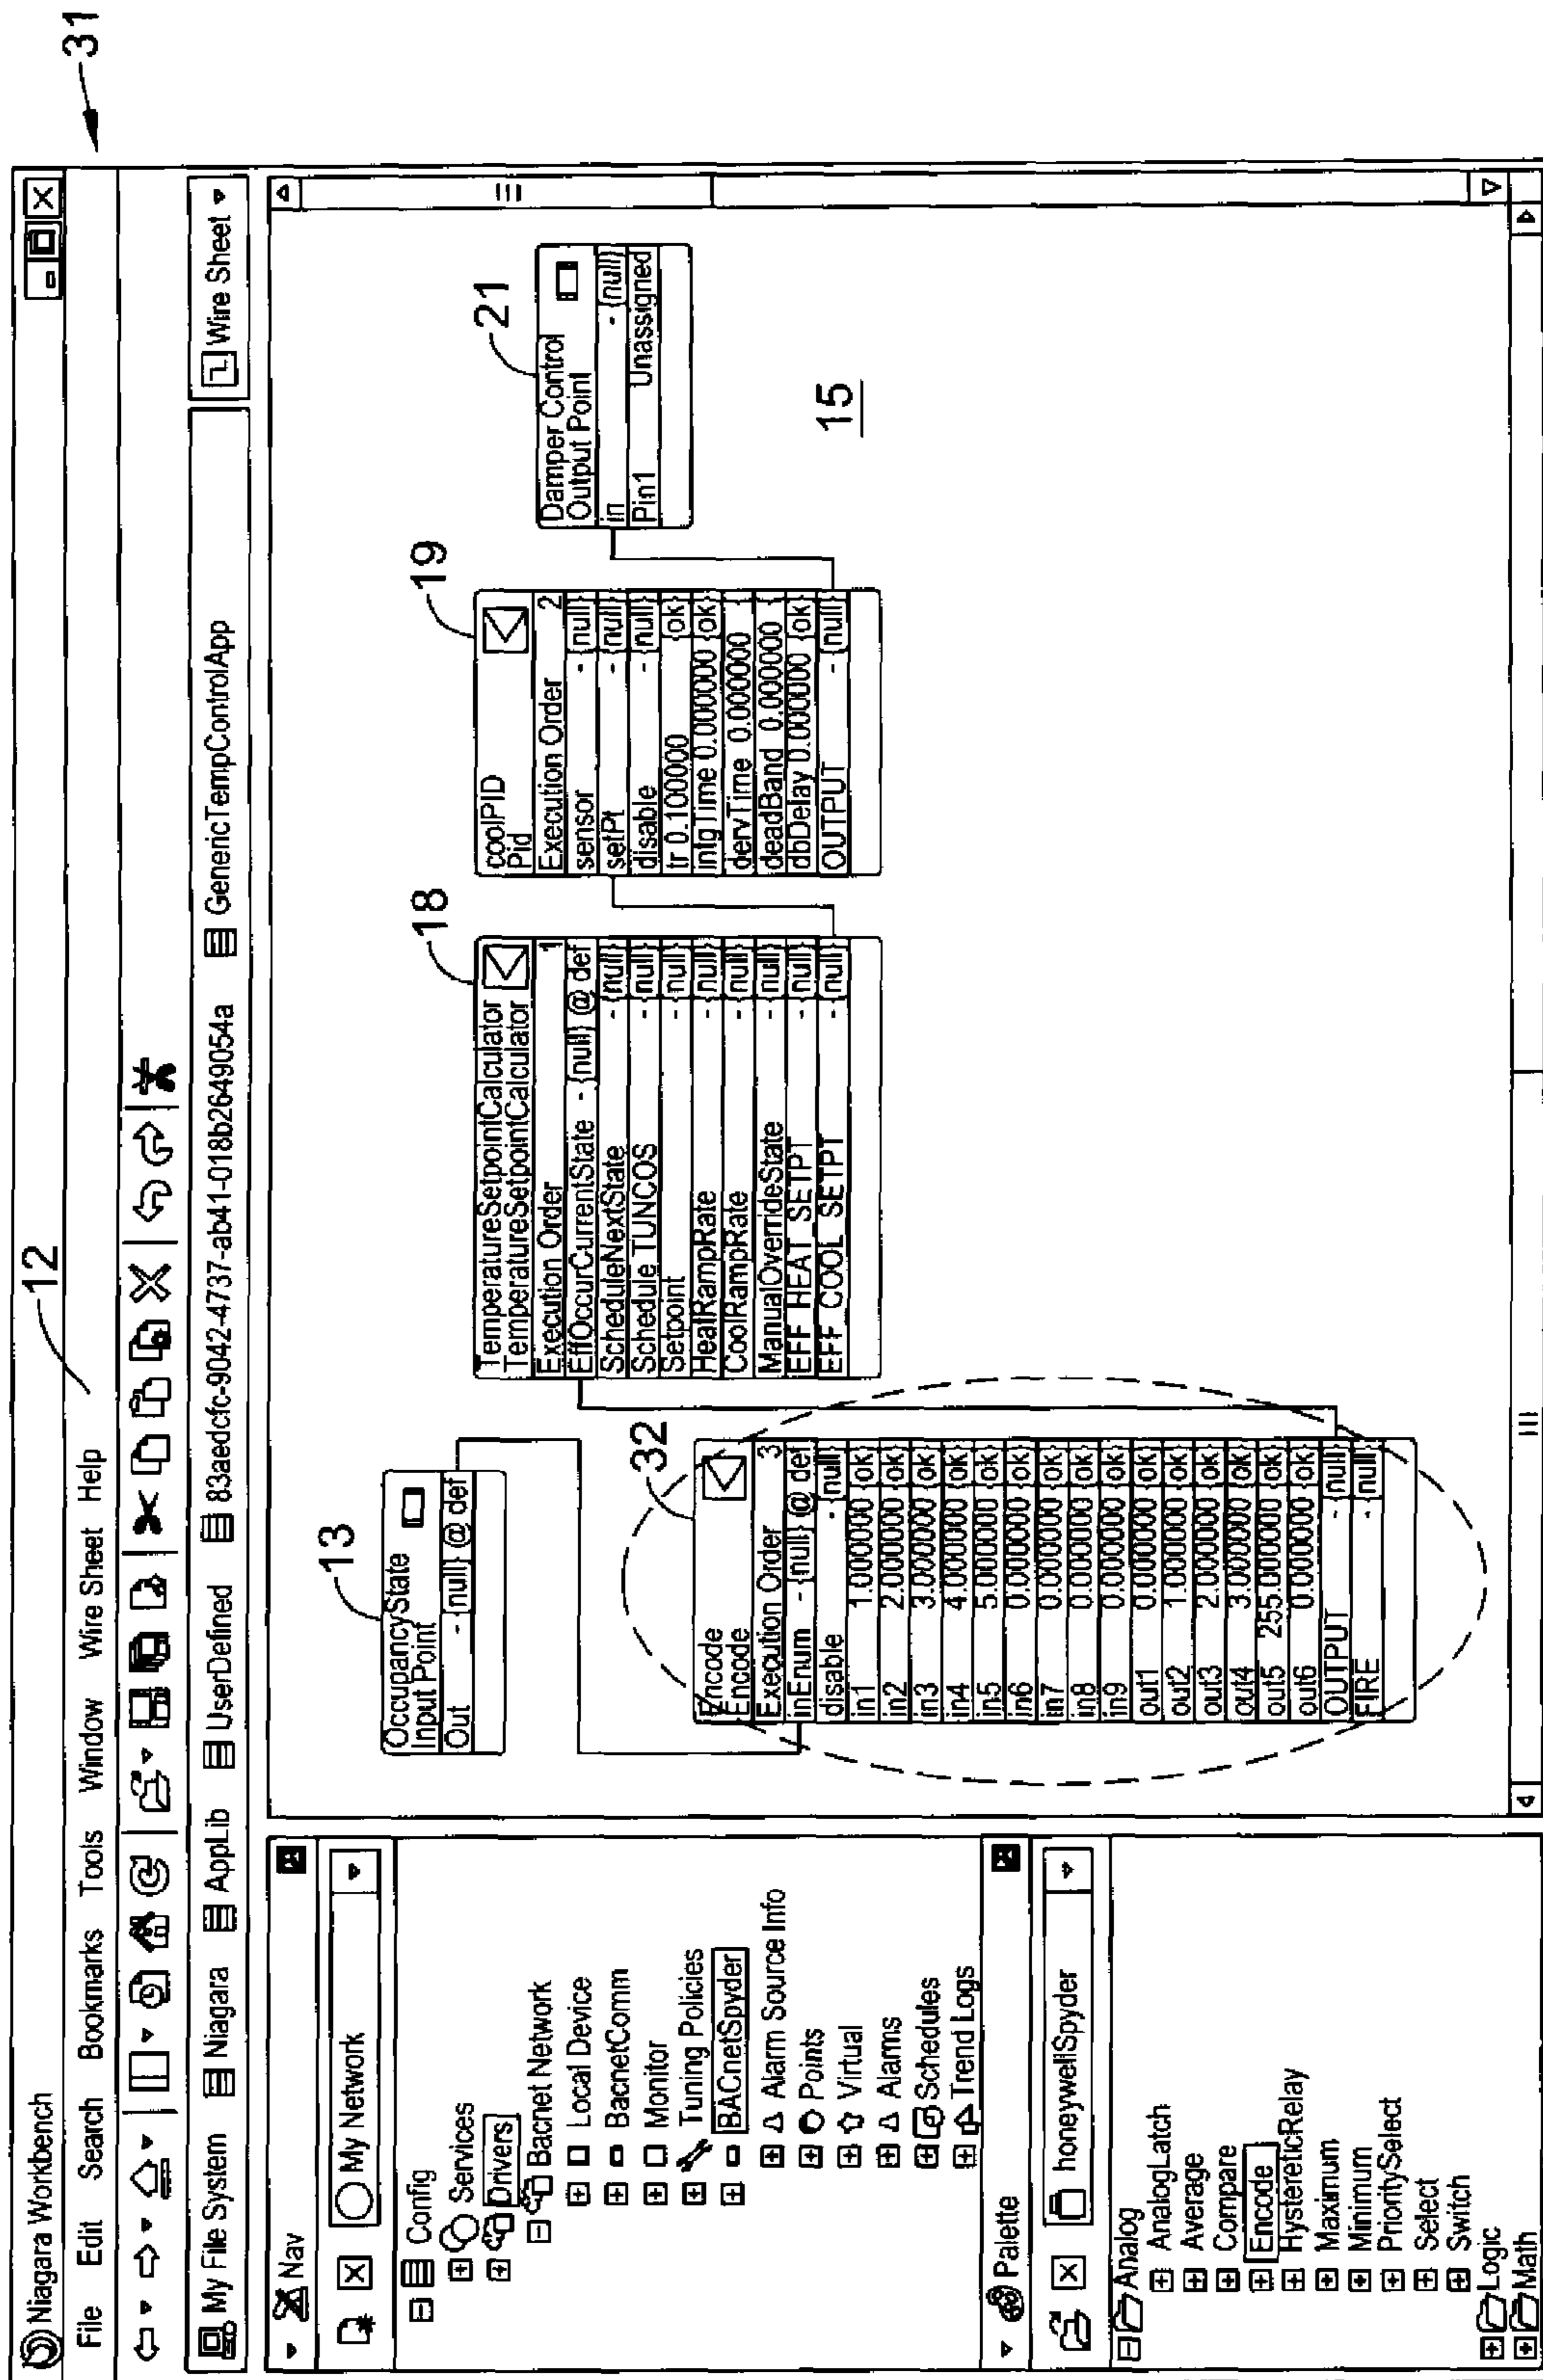 31
Niagara Workbench
12
File Edit Search Bookmarks Tools Window Wire Sheet Help
My File System Niagara AppLib UserDefined 83aedcfc-9042-4737-ab41-018b2649054a GenericTempControlApp Wire Sheet
Nav
My Network
Config
Services
Drivers
Bacnet Network
Local Device
BacnetComm
Monitor
Tuning Policies
BACnetSpyder
Alarm Source Info
Points
Virtual
Alarms
Schedules
Trend Logs
Palette
honeywellSpyder
Analog
AnalogLatch
Average
Compare
Encode
HystereticRelay
Maximum
Minimum
PrioritySelect
Select
Switch
Logic
Math
13
OccupancyState
Input Point
Out - {null} @ def
32
Encode
Encode
Execution Order 3
inEnum - {null} @ def
disable - {null}
in1 1.000000 {ok}
in2 2.000000 {ok}
in3 3.000000 {ok}
in4 4.000000 {ok}
in5 5.000000 {ok}
in6 0.000000 {ok}
in7 0.000000 {ok}
in8 0.000000 {ok}
in9 0.000000 {ok}
out1 0.000000 {ok}
out2 1.000000 {ok}
out3 2.000000 {ok}
out4 3.000000 {ok}
out5 255.000000 {ok}
out6 0.000000 {ok}
OUTPUT - {null}
FIRE - {null}
18
TemperatureSetpointCalculator
TemperatureSetpointCalculator
Execution Order 1
EffOccurCurrentState - {null} @ def
ScheduleNextState - {null}
Schedule TUNCOS - {null}
Setpoint - {null}
HealRampRate - {null}
CoolRampRate - {null}
ManualOverrideState - {null}
EFF_HEAT_SETPT - {null}
EFF_COOL_SETPT - {null}
19
coolPID
Pid
Execution Order 2
sensor - {null}
setPt - {null}
disable - {null}
tr 0.100000 {ok}
intgTime 0.000000 {ok}
dervTime 0.000000
deadBand 0.000000
dbDelay 0.000000 {ok}
OUTPUT - {null}
21
Damper Control
Output Point
in - {null}
Pin1 Unassigned
15